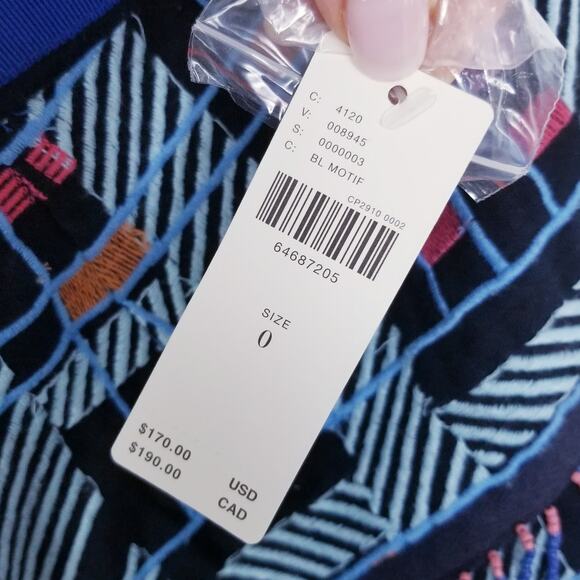 C: 4120
V: 008945
S: 0000003
C: BL MOTIF
CP2910 0002
64687205
SIZE
0
$170.00 USD
$190.00 CAD